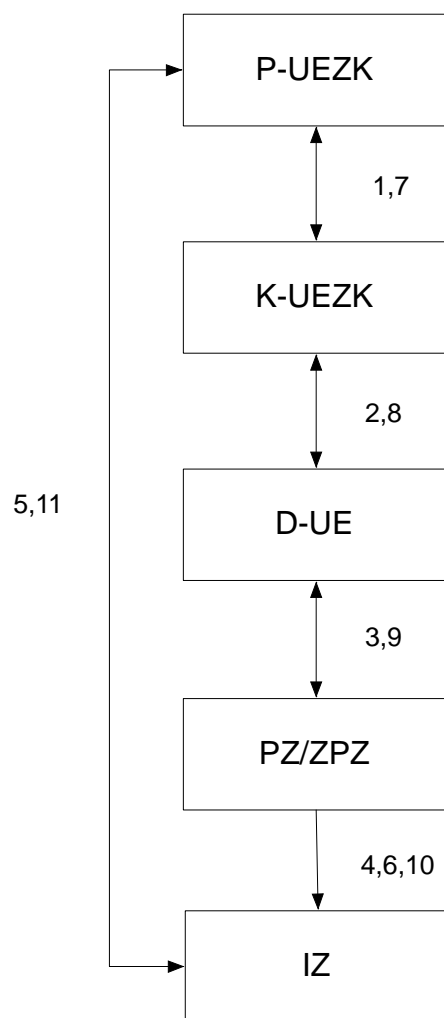 P-UEZK
1,7
K-UEZK
2,8
5,11
D-UE
3,9
PZ/ZPZ
4,6,10
IZ